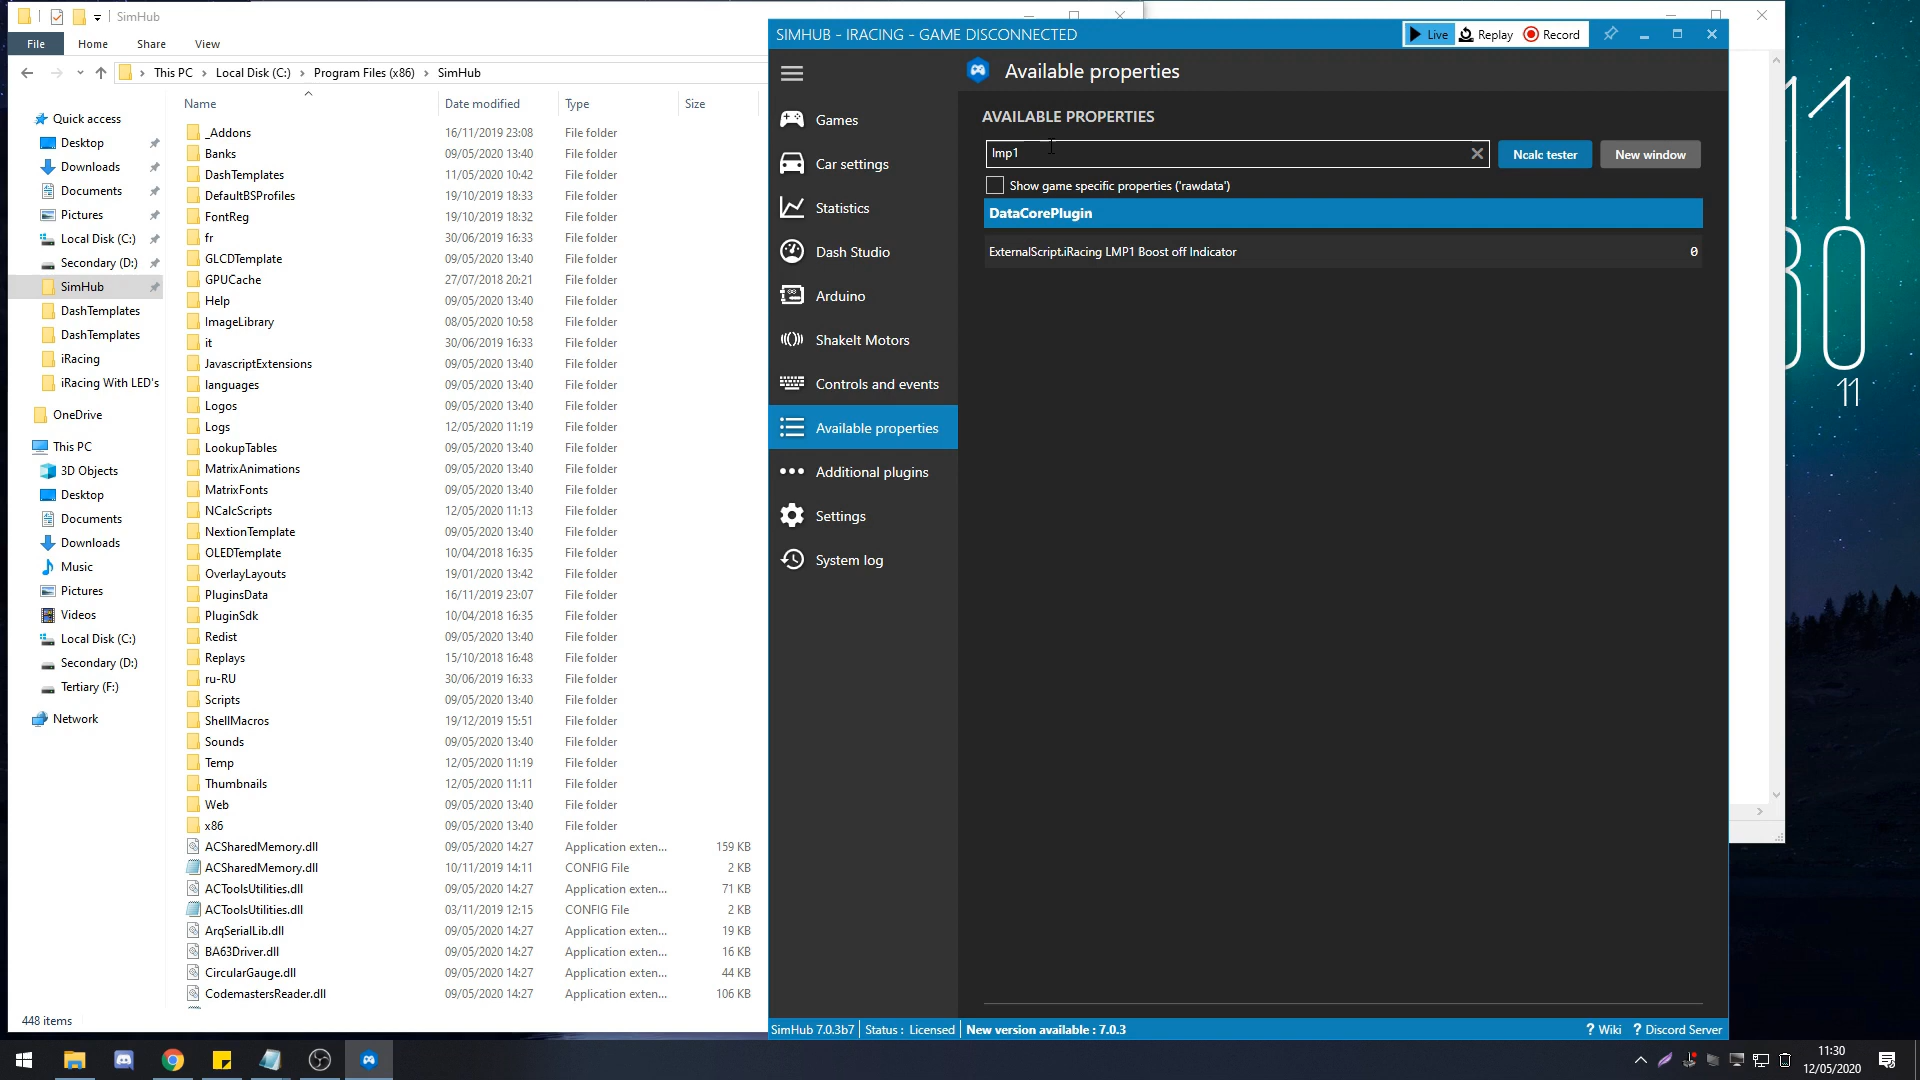 SimHub
File Home Share View
This PC Local Disk (C:) Program Files (x86) SimHub
Name Date modified Type Size
Quick access
Desktop
Downloads
Documents
Pictures
Local Disk (C:)
Secondary (D:)
SimHub
DashTemplates
DashTemplates
iRacing
iRacing With LED's
OneDrive
This PC
3D Objects
Desktop
Documents
Downloads
Music
Pictures
Videos
Local Disk (C:)
Secondary (D:)
Tertiary (F:)
Network
_Addons 16/11/2019 23:08 File folder
Banks 09/05/2020 13:40 File folder
DashTemplates 11/05/2020 10:42 File folder
DefaultBSProfiles 19/10/2019 18:33 File folder
FontReg 19/10/2019 18:32 File folder
fr 30/06/2019 16:33 File folder
GLCDTemplate 09/05/2020 13:40 File folder
GPUCache 27/07/2018 20:21 File folder
Help 09/05/2020 13:40 File folder
ImageLibrary 08/05/2020 10:58 File folder
it 30/06/2019 16:33 File folder
JavascriptExtensions 09/05/2020 13:40 File folder
languages 09/05/2020 13:40 File folder
Logos 09/05/2020 13:40 File folder
Logs 12/05/2020 11:19 File folder
LookupTables 09/05/2020 13:40 File folder
MatrixAnimations 09/05/2020 13:40 File folder
MatrixFonts 09/05/2020 13:40 File folder
NCalcScripts 12/05/2020 11:13 File folder
NextionTemplate 09/05/2020 13:40 File folder
OLEDTemplate 10/04/2018 16:35 File folder
OverlayLayouts 19/01/2020 13:42 File folder
PluginsData 16/11/2019 23:07 File folder
PluginSdk 10/04/2018 16:35 File folder
Redist 09/05/2020 13:40 File folder
Replays 15/10/2018 16:48 File folder
ru-RU 30/06/2019 16:33 File folder
Scripts 09/05/2020 13:40 File folder
ShellMacros 19/12/2019 15:51 File folder
Sounds 09/05/2020 13:40 File folder
Temp 12/05/2020 11:19 File folder
Thumbnails 12/05/2020 11:11 File folder
Web 09/05/2020 13:40 File folder
x86 09/05/2020 13:40 File folder
ACSharedMemory.dll 09/05/2020 14:27 Application exten... 159 KB
ACSharedMemory.dll 10/11/2019 14:11 CONFIG File 2 KB
ACToolsUtilities.dll 09/05/2020 14:27 Application exten... 71 KB
ACToolsUtilities.dll 03/11/2019 12:15 CONFIG File 2 KB
ArqSerialLib.dll 09/05/2020 14:27 Application exten... 19 KB
BA63Driver.dll 09/05/2020 14:27 Application exten... 16 KB
CircularGauge.dll 09/05/2020 14:27 Application exten... 44 KB
CodemastersReader.dll 09/05/2020 14:27 Application exten... 106 KB
448 items
SIMHUB - IRACING - GAME DISCONNECTED Live Replay Record
Games
Car settings
Statistics
Dash Studio
Arduino
ShakeIt Motors
Controls and events
Available properties
Additional plugins
Settings
System log
Available properties
AVAILABLE PROPERTIES
lmp1 Ncalc tester New window
Show game specific properties ('rawdata')
DataCorePlugin
ExternalScript.iRacing LMP1 Boost off Indicator 0
SimHub 7.0.3b7 Status : Licensed New version available : 7.0.3 ? Wiki ? Discord Server
11
30
11
11:30
12/05/2020